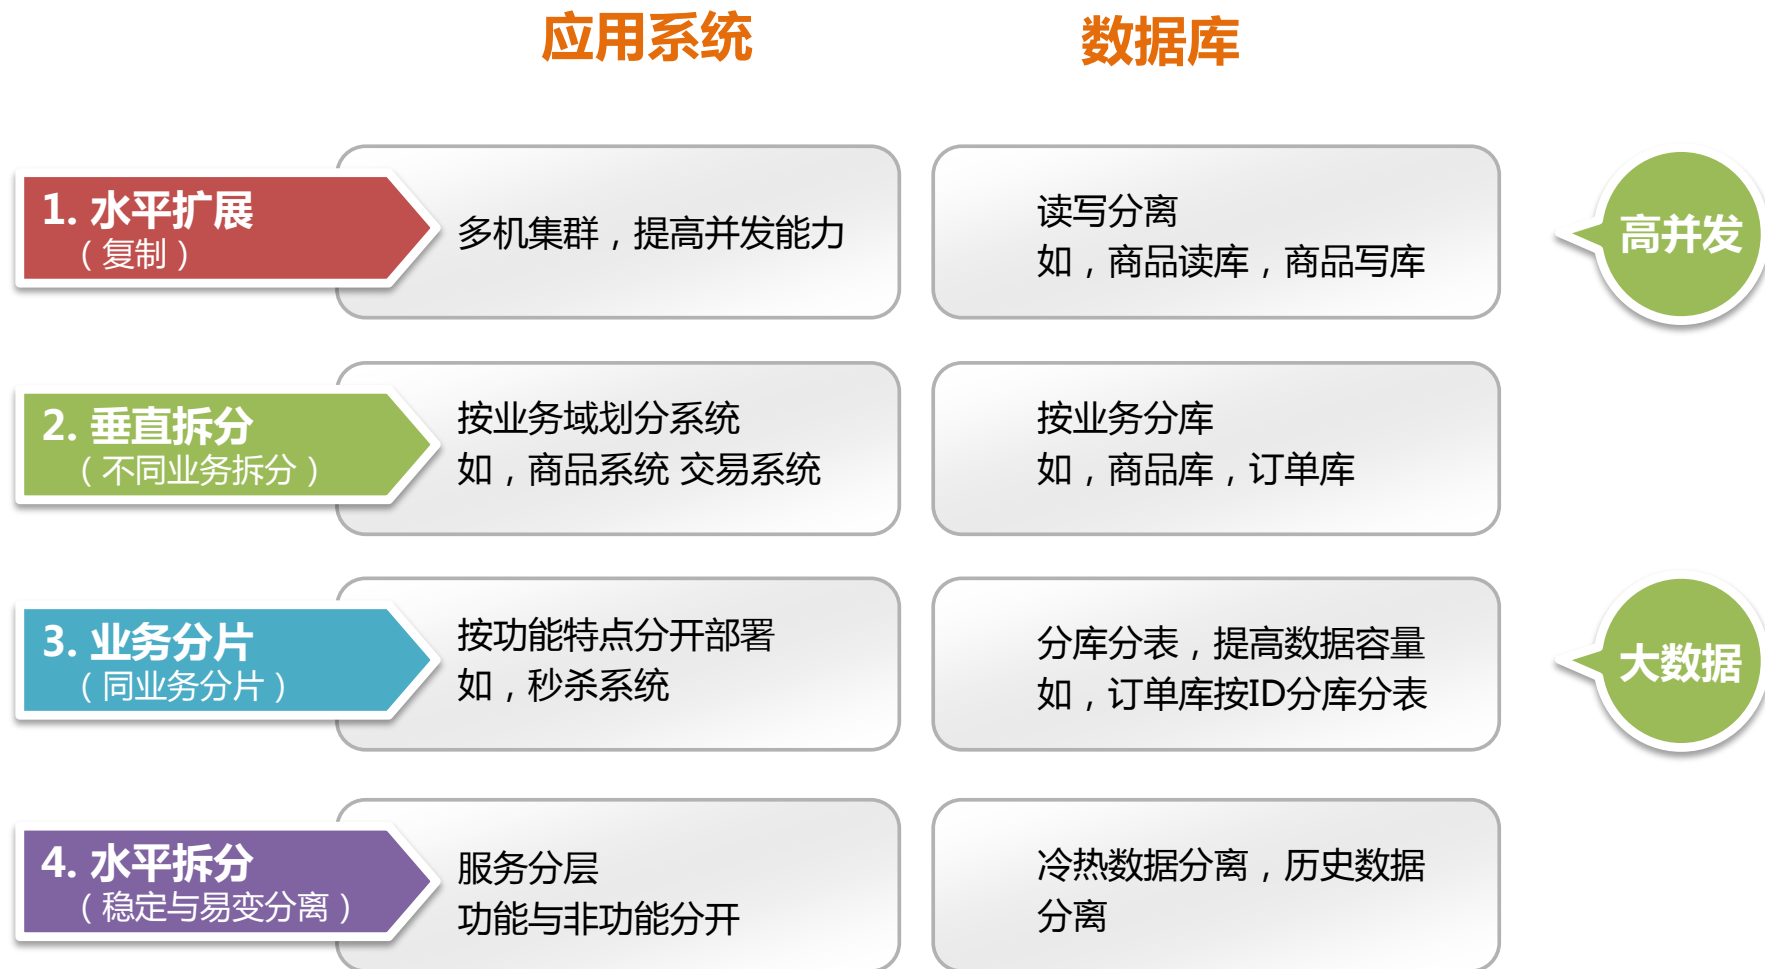 应用系统
数据库
1. 水平扩展
（复制）
多机集群，提高并发能力
读写分离
如，商品读库，商品写库
高并发
2. 垂直拆分
（不同业务拆分）
按业务域划分系统
如，商品系统 交易系统
按业务分库
如，商品库，订单库
3. 业务分片
（同业务分片）
按功能特点分开部署
如，秒杀系统
分库分表，提高数据容量
如，订单库按ID分库分表
大数据
4. 水平拆分
（稳定与易变分离）
服务分层
功能与非功能分开
冷热数据分离，历史数据
分离